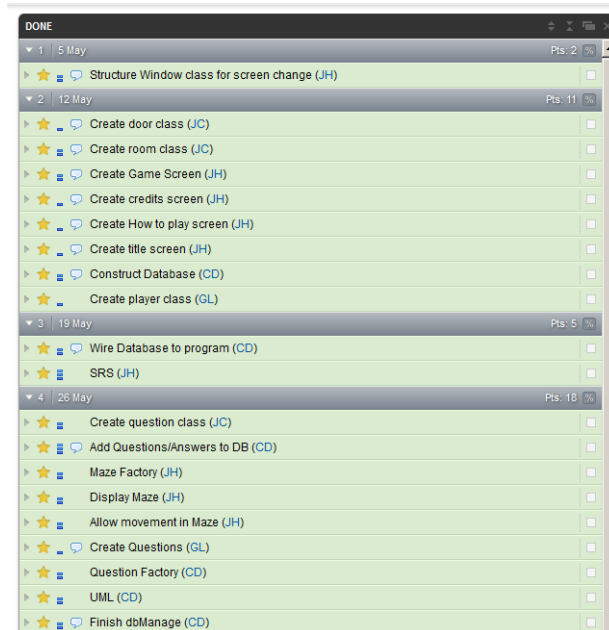 DONE
1 5 May Pts: 2 %
Structure Window class for screen change (JH)
2 12 May Pts: 11 %
Create door class (JC)
Create room class (JC)
Create Game Screen (JH)
Create credits screen (JH)
Create How to play screen (JH)
Create title screen (JH)
Construct Database (CD)
Create player class (GL)
3 19 May Pts: 5 %
Wire Database to program (CD)
SRS (JH)
4 26 May Pts: 18 %
Create question class (JC)
Add Questions/Answers to DB (CD)
Maze Factory (JH)
Display Maze (JH)
Allow movement in Maze (JH)
Create Questions (GL)
Question Factory (CD)
UML (CD)
Finish dbManage (CD)